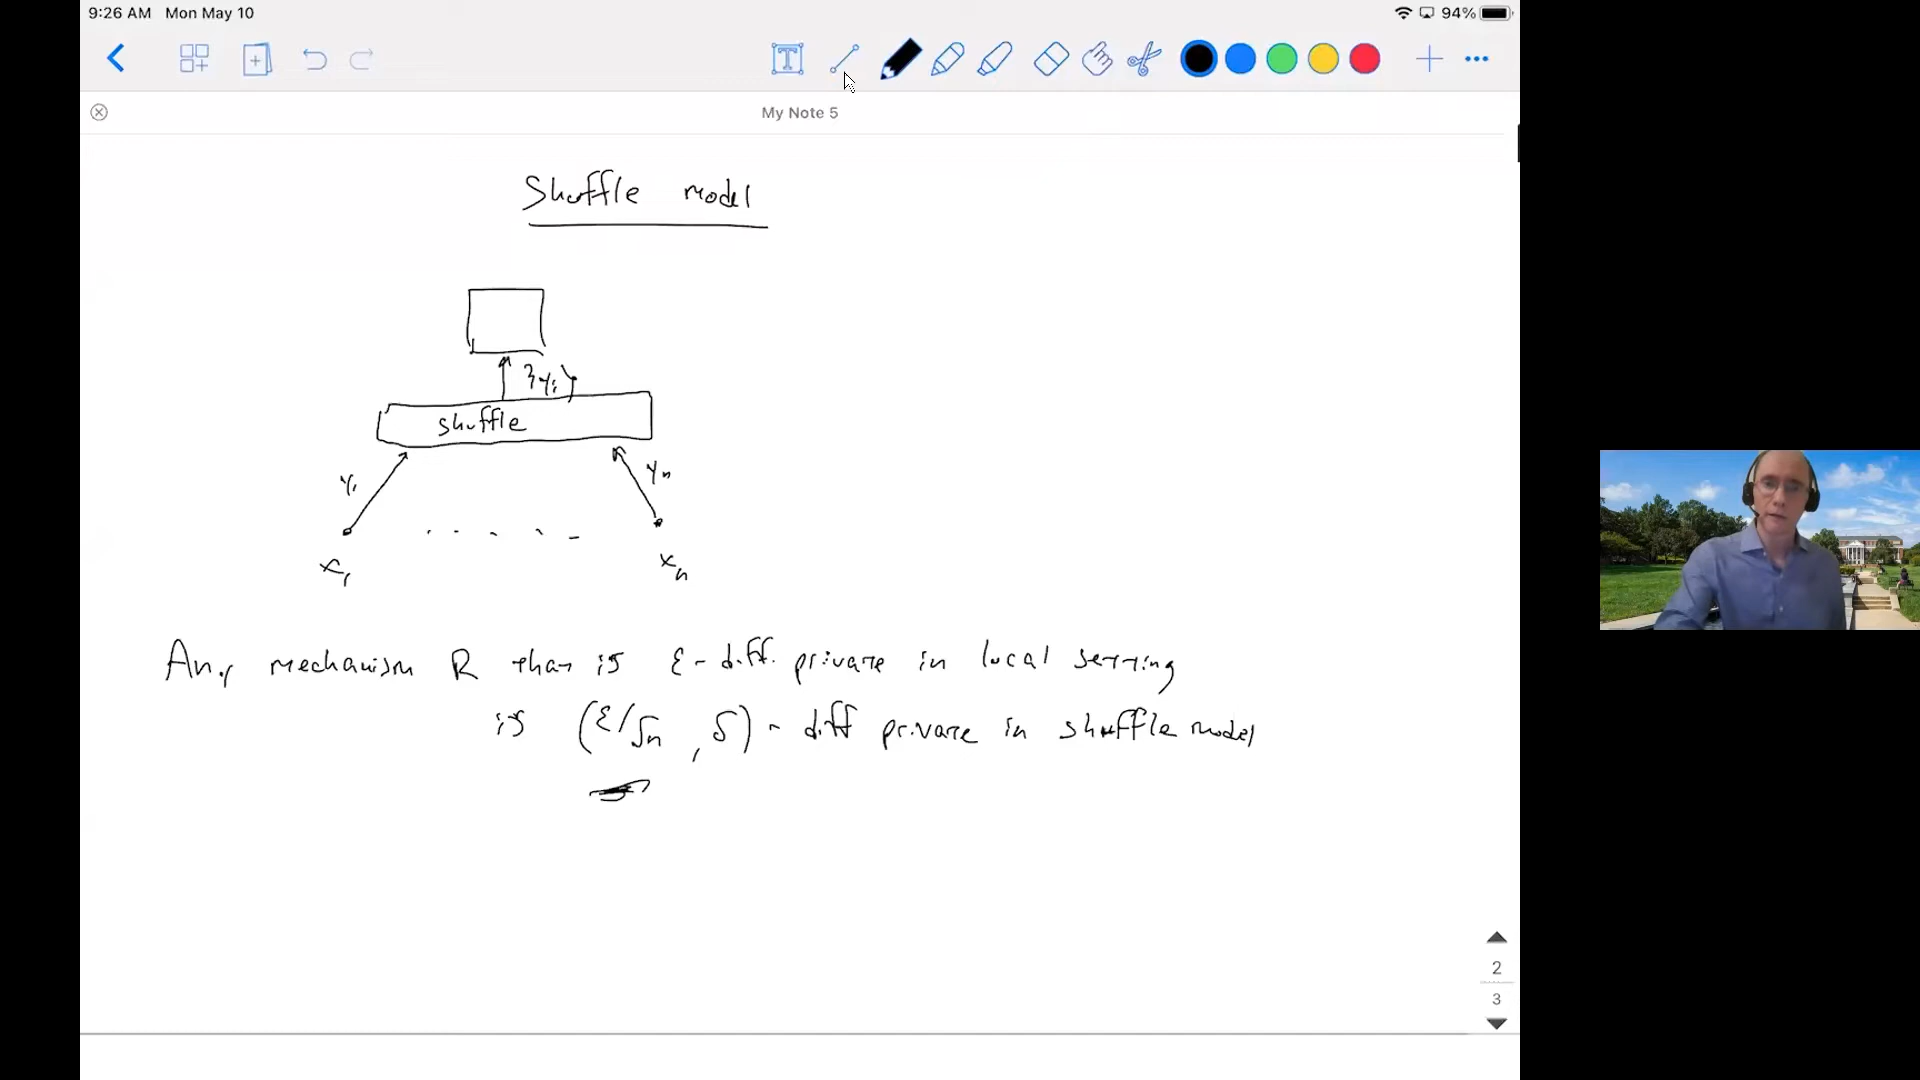 9:26 AM Mon May 10
94%
T
My Note 5
Shuffle model
{yi}
shuffle
y1
yn
x1
xn
Any mechanism R that is ε-diff. private in local setting
is (ε/√n, δ)-diff private in shuffle model
2
3